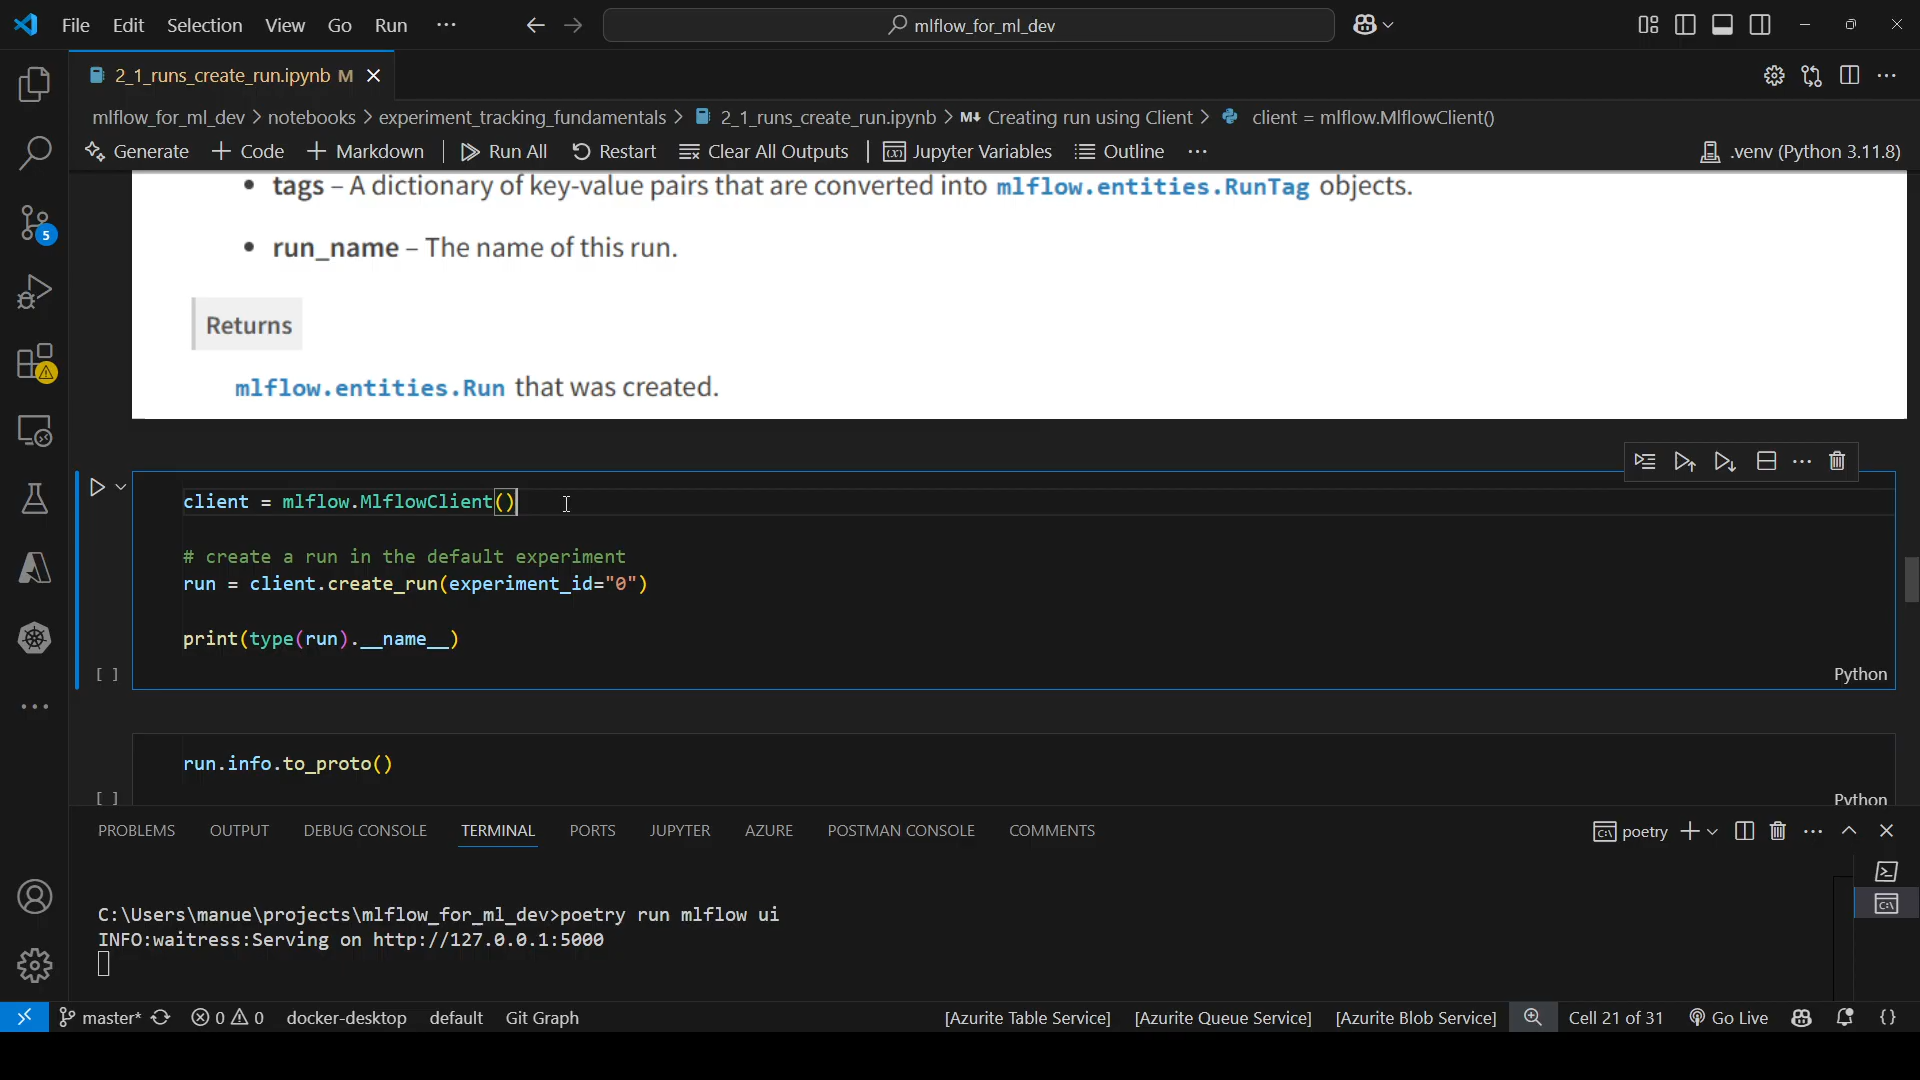 File Edit Selection View Go Run ··· mlflow_for_ml_dev
2_1_runs_create_run.ipynb M
mlflow_for_ml_dev > notebooks > experiment_tracking_fundamentals > 2_1_runs_create_run.ipynb > M↓ Creating run using Client > client = mlflow.MlflowClient()
Generate + Code + Markdown Run All Restart Clear All Outputs Jupyter Variables Outline ··· .venv (Python 3.11.8)
• tags – A dictionary of key-value pairs that are converted into mlflow.entities.RunTag objects.
5
• run_name – The name of this run.
Returns
mlflow.entities.Run that was created.
client = mlflow.MlflowClient()
# create a run in the default experiment
run = client.create_run(experiment_id="0")
print(type(run).__name__)
[ ] Python
run.info.to_proto()
[ ] Python
PROBLEMS OUTPUT DEBUG CONSOLE TERMINAL PORTS JUPYTER AZURE POSTMAN CONSOLE COMMENTS poetry
C:\Users\manue\projects\mlflow_for_ml_dev>poetry run mlflow ui
INFO:waitress:Serving on http://127.0.0.1:5000
master* 0 0 docker-desktop default Git Graph [Azurite Table Service] [Azurite Queue Service] [Azurite Blob Service] Cell 21 of 31 Go Live { }